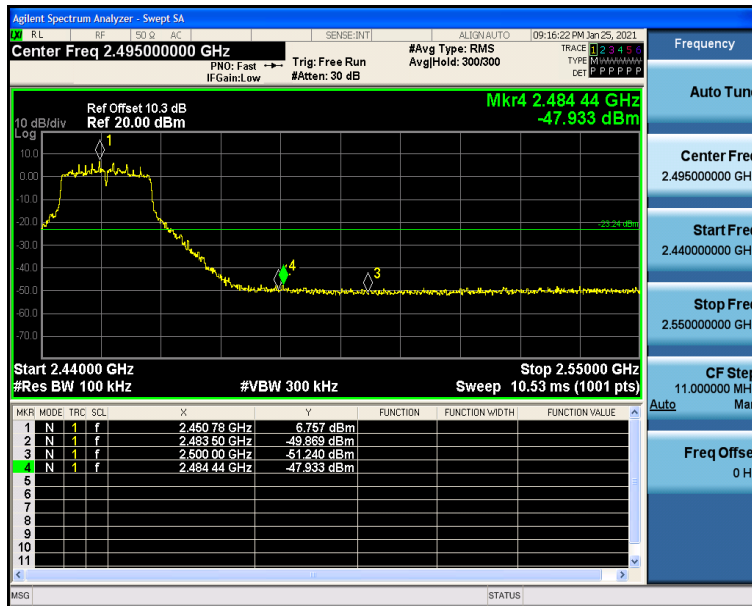 Agilent Spectrum Analyzer - Swept SA
LXI RL RF 50 Ω AC SENSE:INT ALIGN AUTO 09:16:22 PM Jan 25, 2021
Center Freq 2.495000000 GHz #Avg Type: RMS TRACE 1 2 3 4 5 6
PNO: Fast Trig: Free Run Avg|Hold: 300/300 TYPE M WWWWW
IFGain:Low #Atten: 30 dB DET P P P P P P
Mkr4 2.484 44 GHz
Ref Offset 10.3 dB
10 dB/div Ref 20.00 dBm -47.933 dBm
Log
10.0
0.00
-10.0
-20.0
-30.0
-40.0
-50.0
-60.0
-70.0
1
-23.24 dBm
4
3
Start 2.44000 GHz Stop 2.55000 GHz
#Res BW 100 kHz #VBW 300 kHz Sweep 10.53 ms (1001 pts)
MKR MODE TRC SCL X Y FUNCTION FUNCTION WIDTH FUNCTION VALUE
1 N 1 f 2.450 78 GHz 6.757 dBm
2 N 1 f 2.483 50 GHz -49.869 dBm
3 N 1 f 2.500 00 GHz -51.240 dBm
4 N 1 f 2.484 44 GHz -47.933 dBm
5
6
7
8
9
10
11
MSG STATUS
Frequency
Auto Tune
Center Freq
2.495000000 GH
Start Freq
2.440000000 GH
Stop Freq
2.550000000 GH
CF Step
11.000000 MH
Auto Man
Freq Offse
0 H